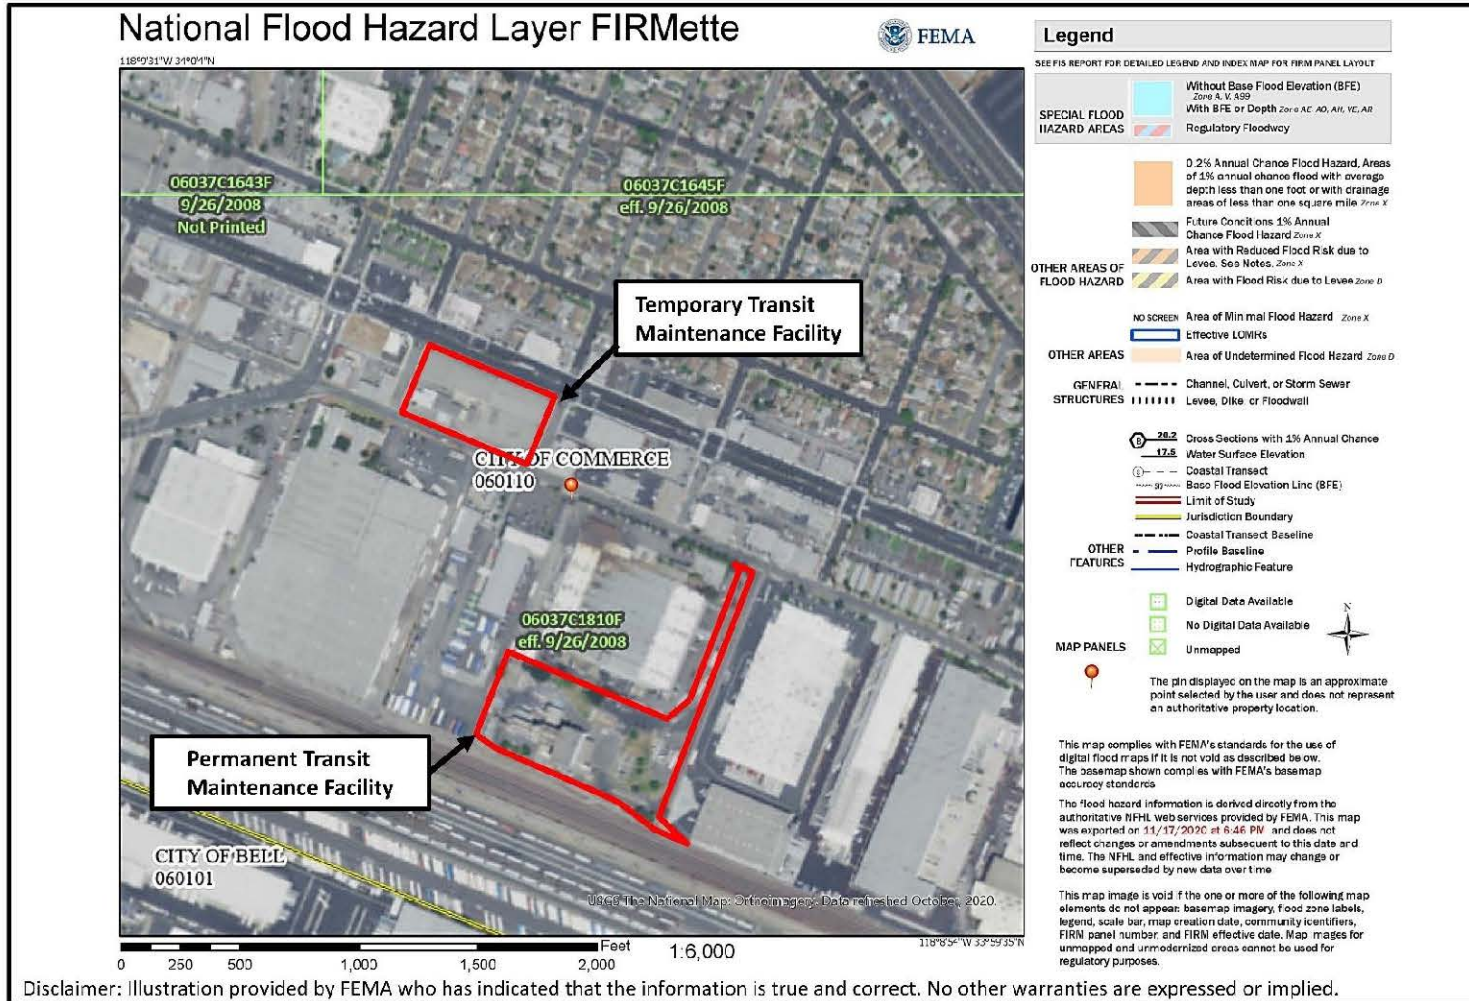 National Flood Hazard Layer FIRMette
FEMA
118°9'31"W 34°0'4"N
06037C1643F
9/26/2008
Not Printed
06037C1645F
eff. 9/26/2008
Temporary Transit
Maintenance Facility
CITY OF COMMERCE
060110
06037C1810F
eff. 9/26/2008
Permanent Transit
Maintenance Facility
CITY OF BELL
060101
USGS The National Map: Orthoimagery. Data refreshed October, 2020.
118°8'54"W 33°59'35"N
Feet
1:6,000
0 250 500 1,000 1,500 2,000
Legend
SEE FIS REPORT FOR DETAILED LEGEND AND INDEX MAP FOR FIRM PANEL LAYOUT
SPECIAL FLOOD
HAZARD AREAS
Without Base Flood Elevation (BFE)
Zone A, V, A99
With BFE or Depth Zone AE, AO, AH, VE, AR
Regulatory Floodway
0.2% Annual Chance Flood Hazard, Areas
of 1% annual chance flood with average
depth less than one foot or with drainage
areas of less than one square mile Zone X
Future Conditions 1% Annual
Chance Flood Hazard Zone X
Area with Reduced Flood Risk due to
Levee. See Notes. Zone X
Area with Flood Risk due to Levee Zone D
OTHER AREAS OF
FLOOD HAZARD
NO SCREEN Area of Minimal Flood Hazard Zone X
Effective LOMRs
OTHER AREAS
Area of Undetermined Flood Hazard Zone D
GENERAL
STRUCTURES
Channel, Culvert, or Storm Sewer
Levee, Dike, or Floodwall
B 20.2 Cross Sections with 1% Annual Chance
17.5 Water Surface Elevation
Coastal Transect
Base Flood Elevation Line (BFE)
Limit of Study
Jurisdiction Boundary
Coastal Transect Baseline
OTHER
FEATURES
Profile Baseline
Hydrographic Feature
Digital Data Available
No Digital Data Available
Unmapped
MAP PANELS
N
The pin displayed on the map is an approximate
point selected by the user and does not represent
an authoritative property location.
This map complies with FEMA's standards for the use of
digital flood maps if it is not void as described below.
The basemap shown complies with FEMA's basemap
accuracy standards
The flood hazard information is derived directly from the
authoritative NFHL web services provided by FEMA. This map
was exported on 11/17/2020 at 6:46 PM and does not
reflect changes or amendments subsequent to this date and
time. The NFHL and effective information may change or
become superseded by new data over time
This map image is void if the one or more of the following map
elements do not appear: basemap imagery, flood zone labels,
legend, scale bar, map creation date, community identifiers,
FIRM panel number, and FIRM effective date. Map images for
unmapped and unmodernized areas cannot be used for
regulatory purposes.
Disclaimer: Illustration provided by FEMA who has indicated that the information is true and correct. No other warranties are expressed or implied.